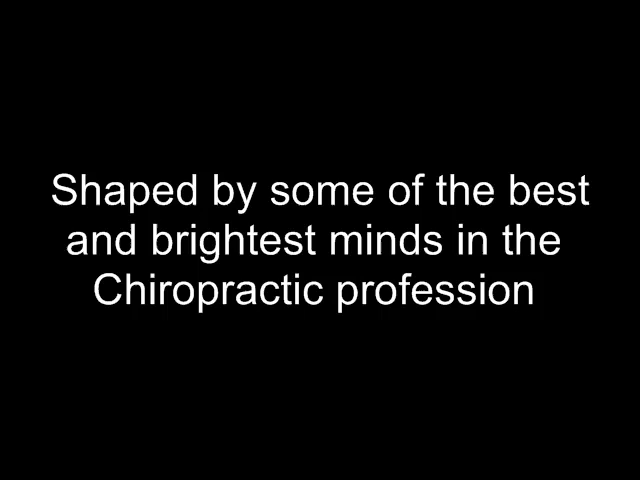 Shaped by some of the best
and brightest minds in the
Chiropractic profession